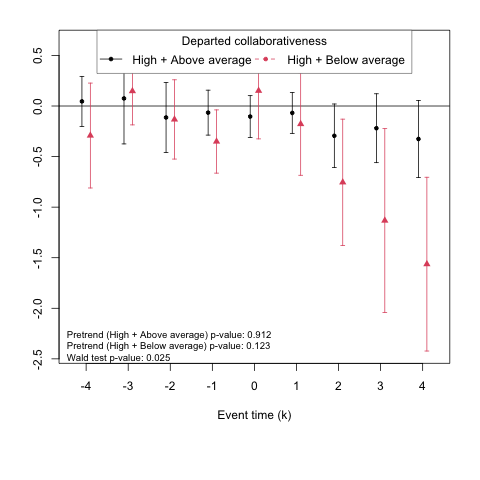 Departed collaborativeness
High + Above average High + Below average
0.5
0.0
-0.5
-1.0
-1.5
-2.0
-2.5
Pretrend (High + Above average) p-value: 0.912
Pretrend (High + Below average) p-value: 0.123
Wald test p-value: 0.025
-4 -3 -2 -1 0 1 2 3 4
Event time (k)